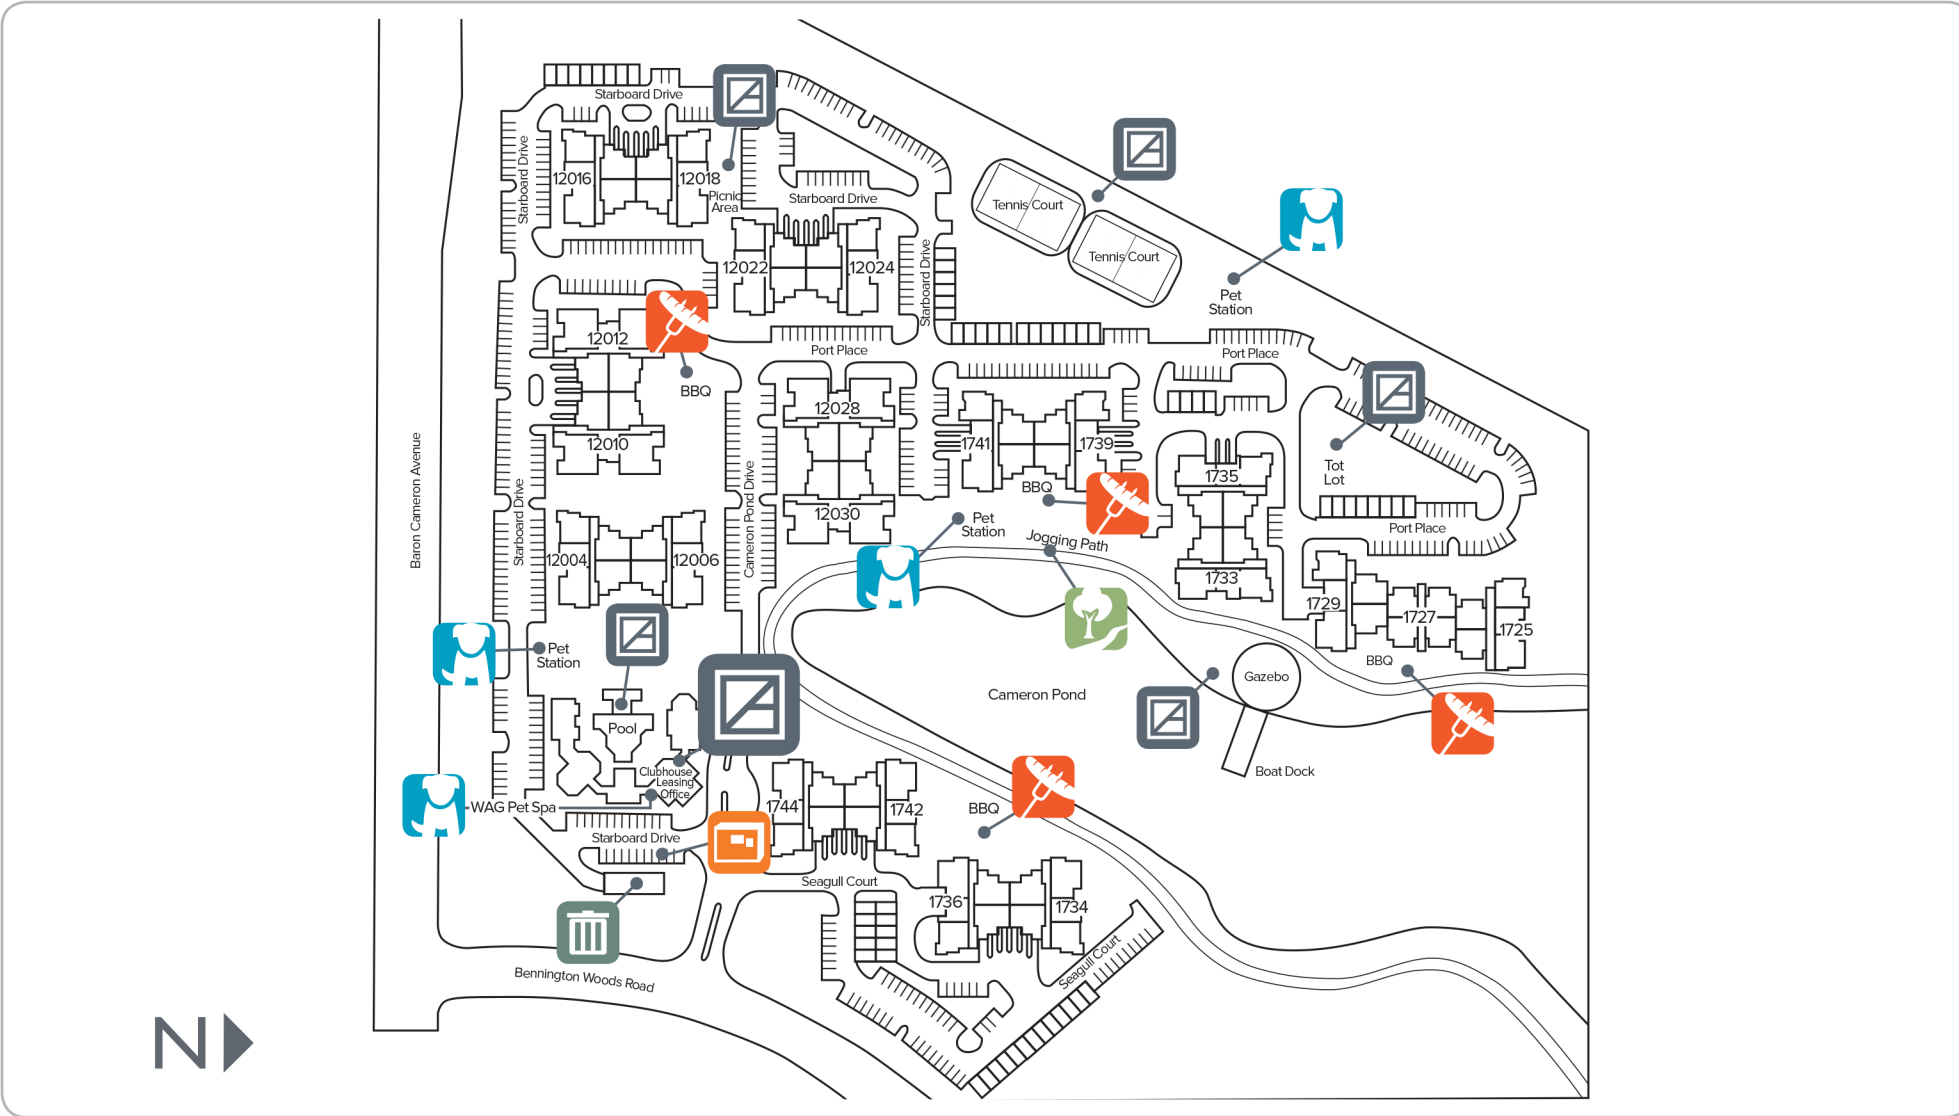 Starboard Drive
Starboard Drive
12016
12018
Picnic
Area
Starboard Drive
Tennis Court
Tennis Court
12022
12024
Starboard Drive
Pet
Station
12012
Port Place
Port Place
BBQ
12028
1741
1739
12010
Baron Cameron Avenue
Starboard Drive
Cameron Pond Drive
1735
Tot
Lot
BBQ
12030
Pet
Station
Port Place
Jogging Path
12004
12006
1733
1729
1727
1725
Pet
Station
BBQ
Gazebo
Cameron Pond
Pool
Clubhouse
Leasing
Office
Boat Dock
WAG Pet Spa
1744
1742
BBQ
Starboard Drive
Seagull Court
1736
1734
Seagull Court
Bennington Woods Road
N